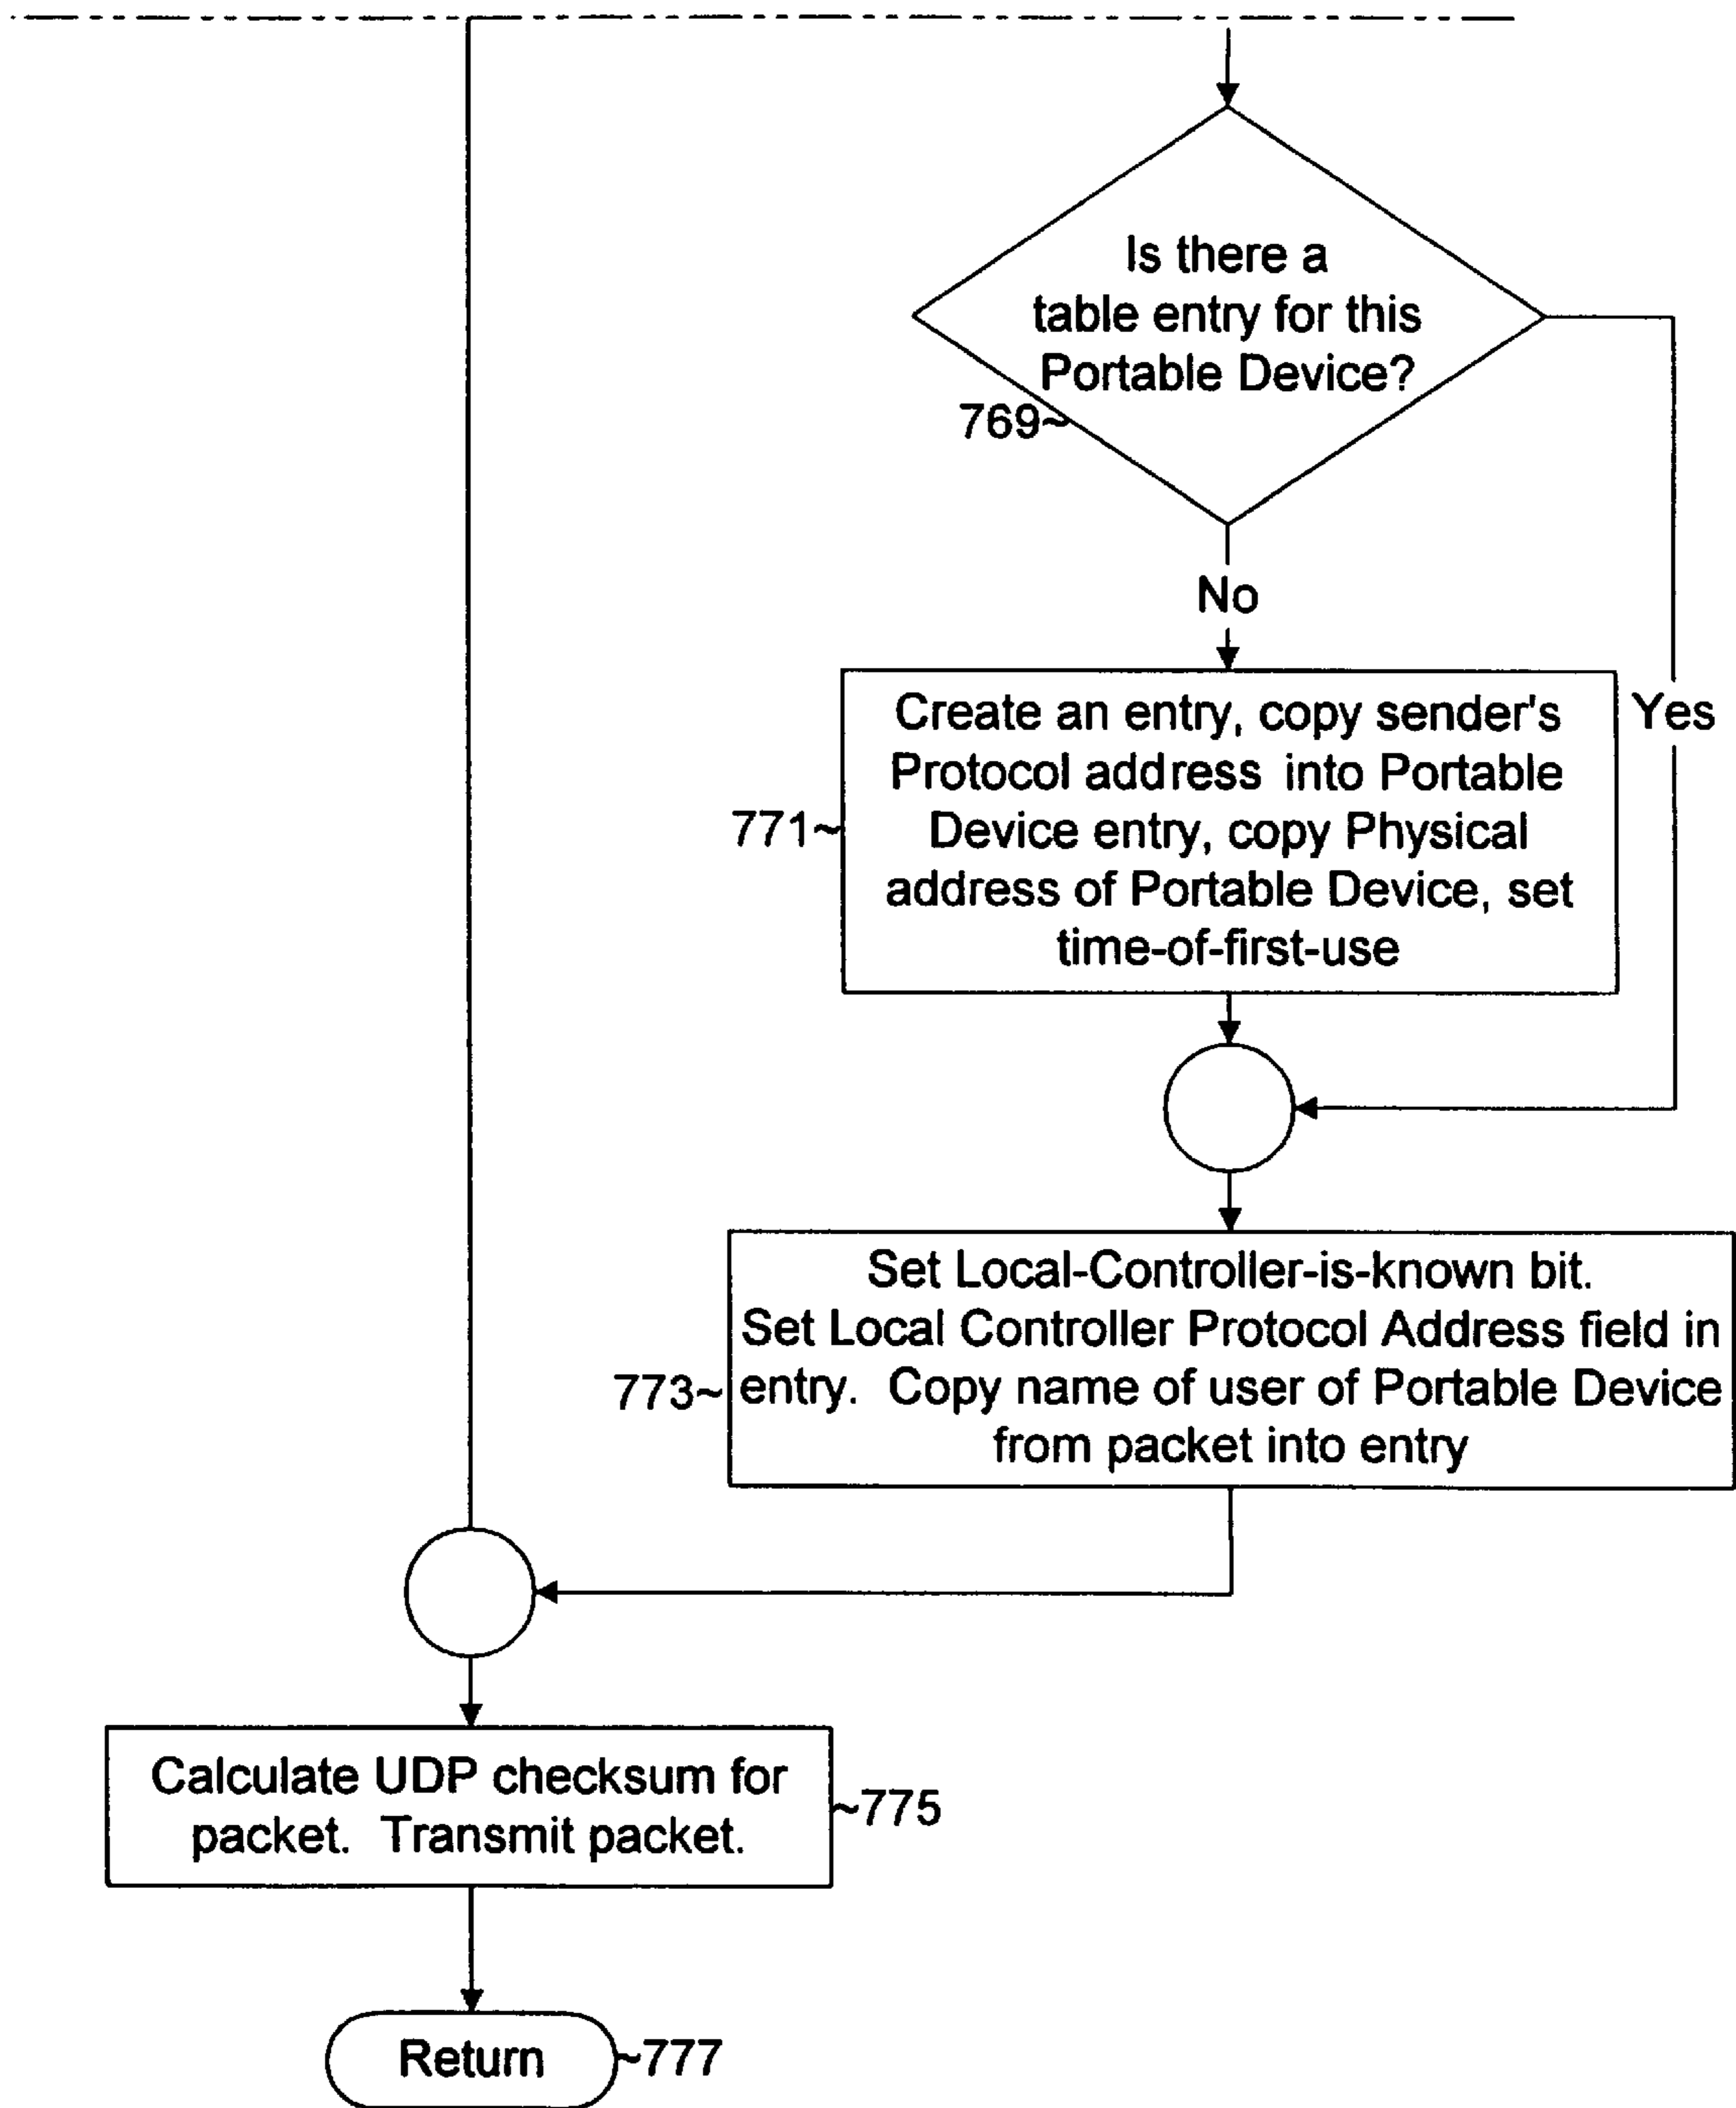 Is there a
table entry for this
Portable Device?
769~
No
Yes
Create an entry, copy sender's
Protocol address into Portable
Device entry, copy Physical
address of Portable Device, set
time-of-first-use
771~
Set Local-Controller-is-known bit.
Set Local Controller Protocol Address field in
entry. Copy name of user of Portable Device
from packet into entry
773~
Calculate UDP checksum for
packet. Transmit packet.
~775
Return
~777